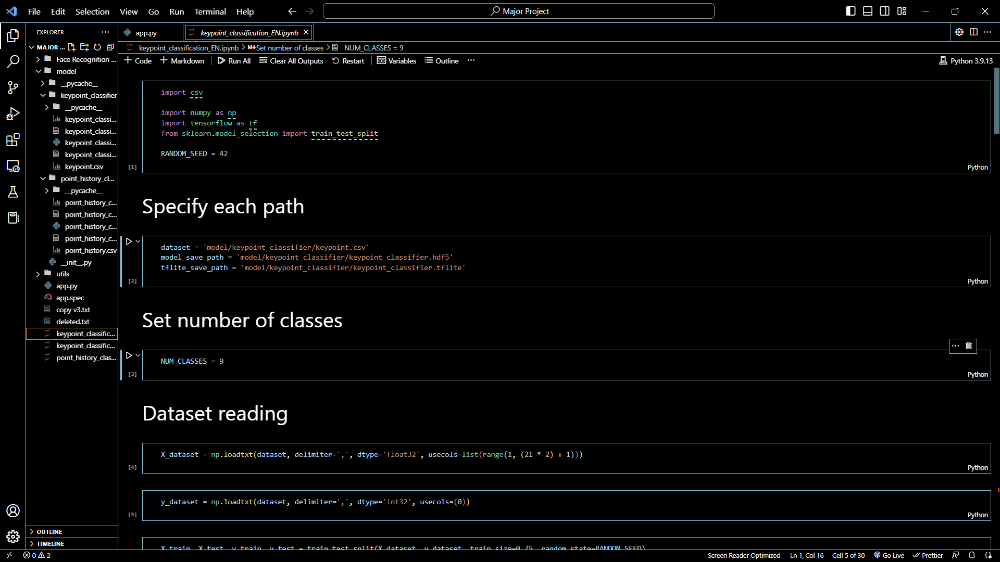 File Edit Selection View Go Run Terminal Help
Major Project
EXPLORER
MAJOR ...
Face Recognition ...
model
__pycache__
keypoint_classifier
__pycache__
keypoint_classi...
keypoint_classi...
keypoint_classi...
keypoint_classi...
keypoint.csv
point_history_cl...
__pycache__
point_history_c...
point_history_c...
point_history_c...
point_history_c...
point_history.csv
__init__.py
utils
app.py
app.spec
copy v3.txt
deleted.txt
keypoint_classific...
keypoint_classific...
point_history_clas...
OUTLINE
TIMELINE
app.py
keypoint_classification_EN.ipynb
keypoint_classification_EN.ipynb > M↓Set number of classes > NUM_CLASSES = 9
+ Code + Markdown Run All Clear All Outputs Restart Variables Outline ...
Python 3.9.13
import csv
import numpy as np
import tensorflow as tf
from sklearn.model_selection import train_test_split
RANDOM_SEED = 42
[1]
Python
Specify each path
dataset = 'model/keypoint_classifier/keypoint.csv'
model_save_path = 'model/keypoint_classifier/keypoint_classifier.hdf5'
tflite_save_path = 'model/keypoint_classifier/keypoint_classifier.tflite'
[2]
Python
Set number of classes
NUM_CLASSES = 9
[3]
Python
Dataset reading
X_dataset = np.loadtxt(dataset, delimiter=',', dtype='float32', usecols=list(range(1, (21 * 2) + 1)))
[4]
Python
y_dataset = np.loadtxt(dataset, delimiter=',', dtype='int32', usecols=(0))
[5]
Python
X_train, X_test, y_train, y_test = train_test_split(X_dataset, y_dataset, train_size=0.75, random_state=RANDOM_SEED)
0 2
Screen Reader Optimized Ln 1, Col 16 Cell 5 of 30 Go Live Prettier